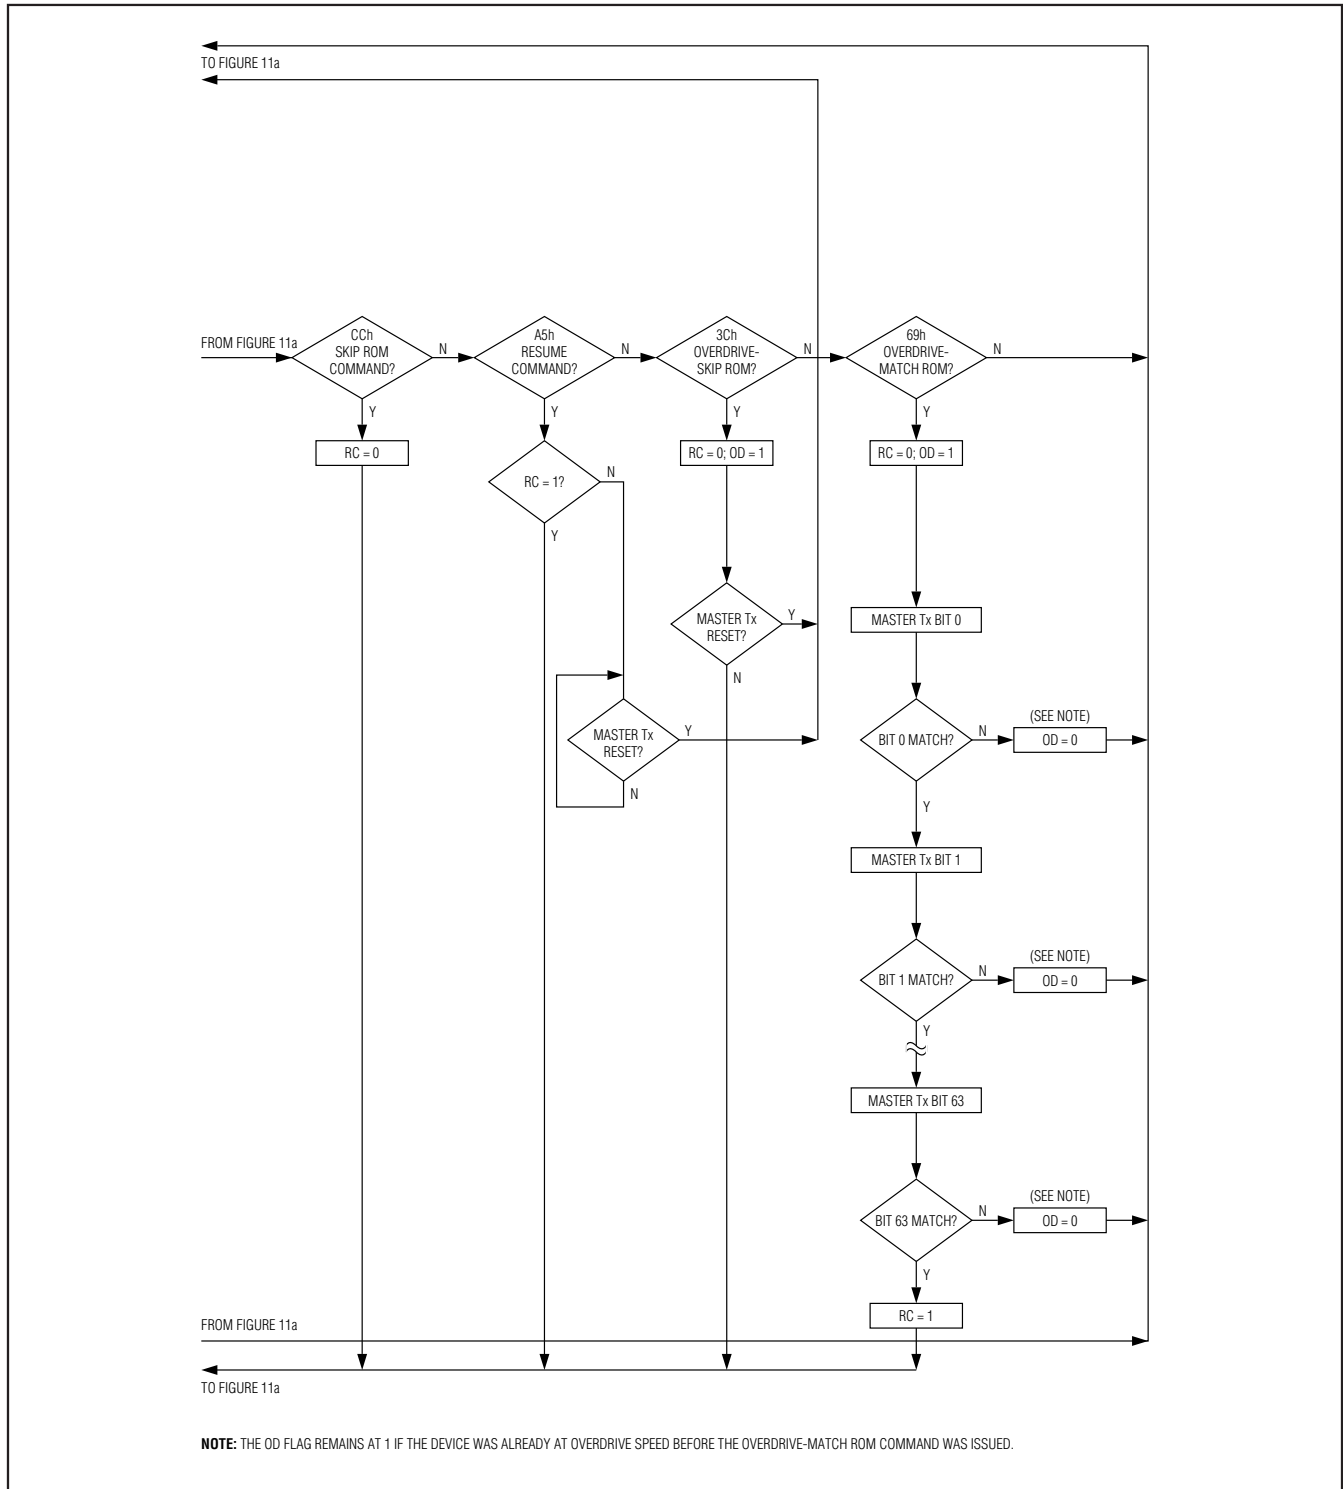 TO FIGURE 11a
FROM FIGURE 11a
CCh
SKIP ROM
COMMAND?
N
A5h
RESUME
COMMAND?
N
3Ch
OVERDRIVE-
SKIP ROM?
N
69h
OVERDRIVE-
MATCH ROM?
N
Y
Y
Y
Y
RC = 0
RC = 1?
N
Y
RC = 0; OD = 1
RC = 0; OD = 1
MASTER Tx
RESET?
Y
N
MASTER Tx BIT 0
MASTER Tx
RESET?
Y
N
BIT 0 MATCH?
N
(SEE NOTE)
OD = 0
Y
MASTER Tx BIT 1
BIT 1 MATCH?
N
(SEE NOTE)
OD = 0
Y
MASTER Tx BIT 63
BIT 63 MATCH?
N
(SEE NOTE)
OD = 0
Y
RC = 1
FROM FIGURE 11a
TO FIGURE 11a
NOTE: THE OD FLAG REMAINS AT 1 IF THE DEVICE WAS ALREADY AT OVERDRIVE SPEED BEFORE THE OVERDRIVE-MATCH ROM COMMAND WAS ISSUED.